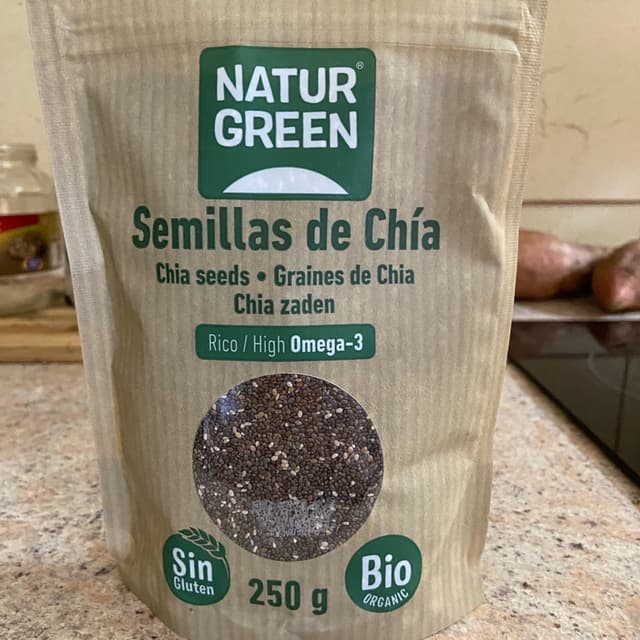 NATUR®
GREEN
Semillas de Chía
Chia seeds • Graines de Chia
Chia zaden
Rico / High Omega-3
Sin
Gluten
250 g
Bio
ORGANIC